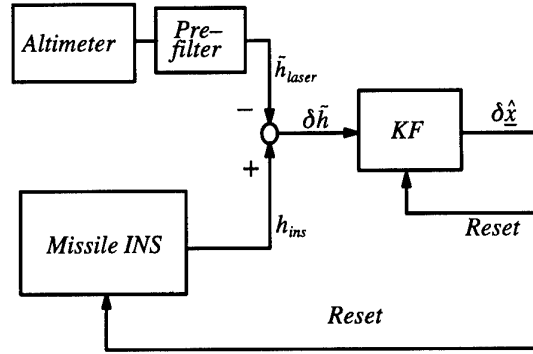 Altimeter
Pre–
filter
h̃laser
−
δh̃
KF
δx̂
+
Missile INS
hins
Reset
Reset